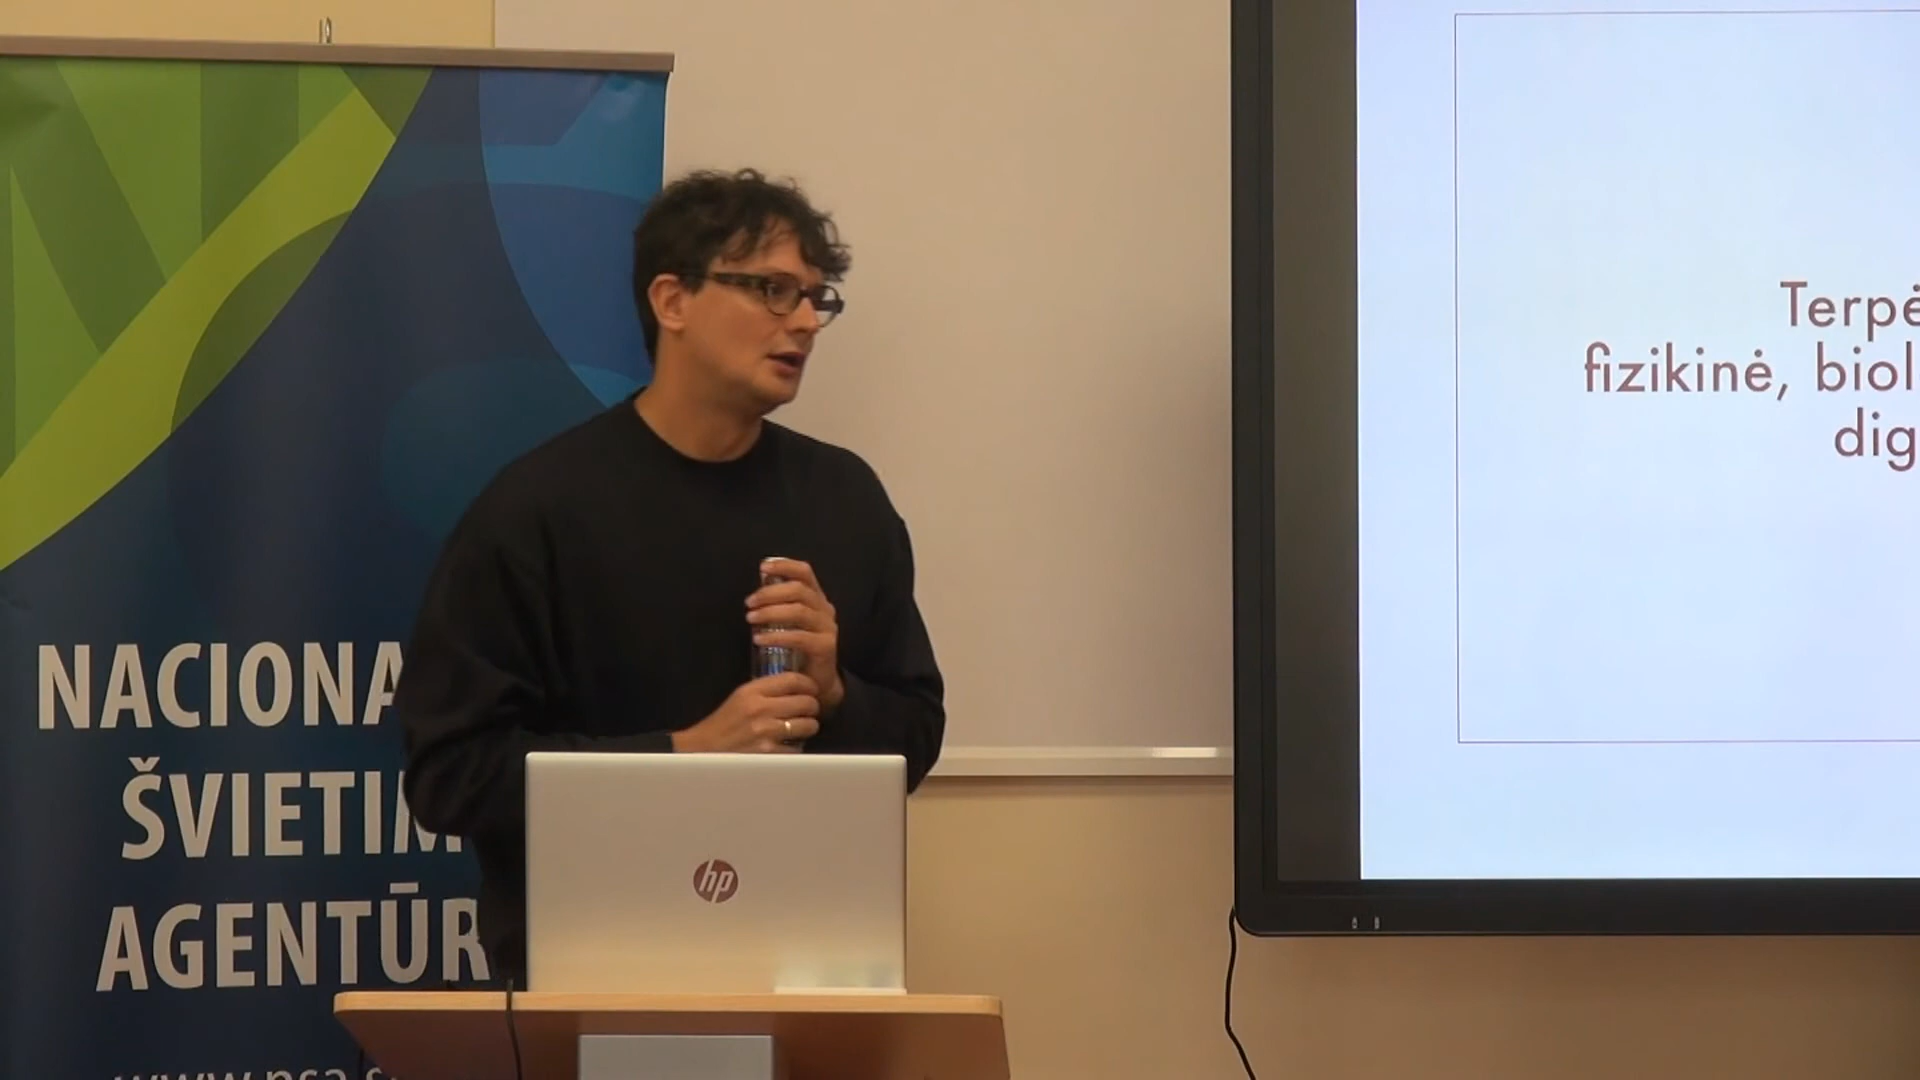 NACIONA
ŠVIETIM
AGENTŪR
hp
Terpė
fizikinė, biol
dig